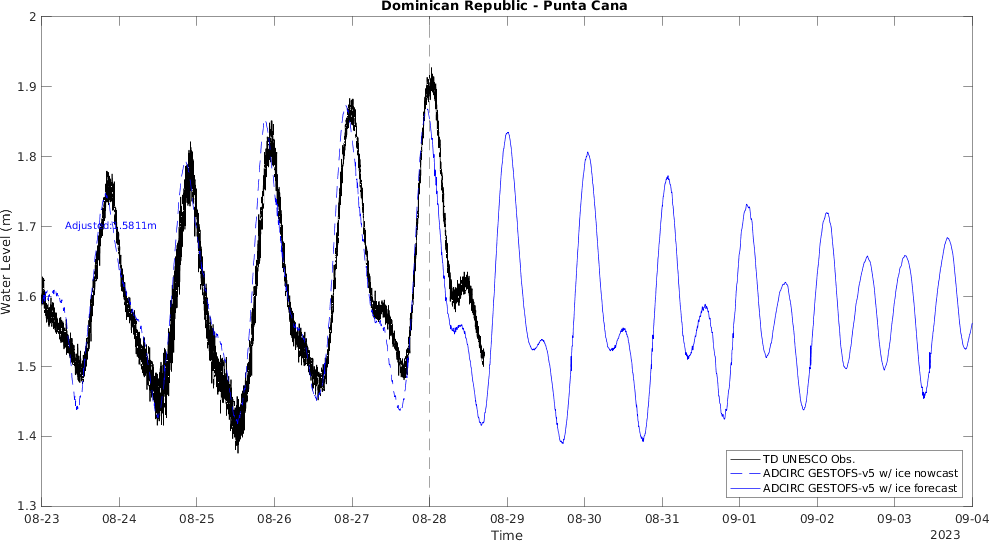 Dominican Republic - Punta Cana
2
1.9
1.8
1.7
1.6
1.5
1.4
1.3
Water Level (m)
Adjusted:1.5811m
TD UNESCO Obs.
ADCIRC GESTOFS-v5 w/ ice nowcast
ADCIRC GESTOFS-v5 w/ ice forecast
08-23 08-24 08-25 08-26 08-27 08-28 08-29 08-30 08-31 09-01 09-02 09-03 09-04
Time
2023